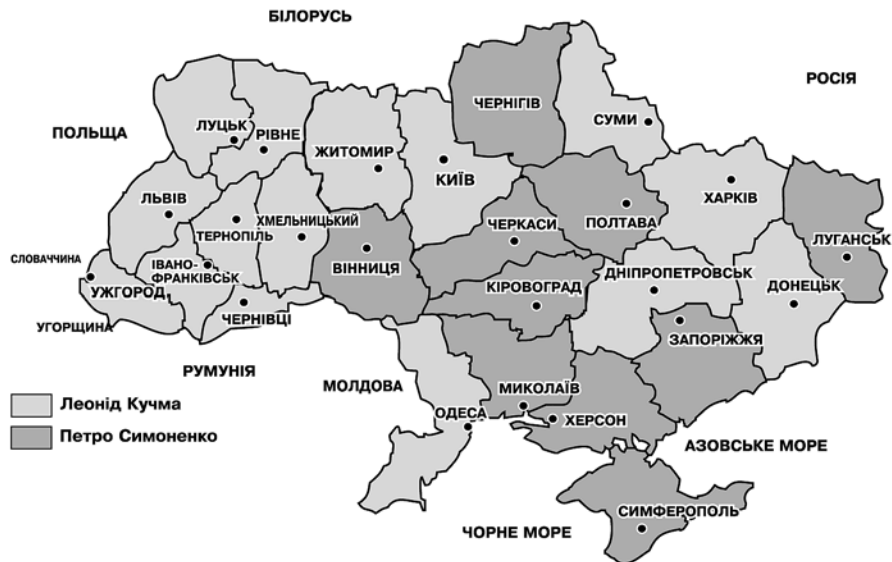 БІЛОРУСЬ
РОСІЯ
ПОЛЬЩА
ЧЕРНІГІВ
СУМИ
ЛУЦЬК
РІВНЕ
ЖИТОМИР
КИЇВ
ХАРКІВ
ЛЬВІВ
ТЕРНОПІЛЬ
ХМЕЛЬНИЦЬКИЙ
ЧЕРКАСИ
ПОЛТАВА
ЛУГАНСЬК
СЛОВАЧЧИНА
ІВАНО-
ФРАНКІВСЬК
ВІННИЦЯ
УЖГОРОД
КІРОВОГРАД
ДНІПРОПЕТРОВСЬК
ДОНЕЦЬК
УГОРЩИНА
ЧЕРНІВЦІ
ЗАПОРІЖЖЯ
РУМУНІЯ
МОЛДОВА
МИКОЛАЇВ
ОДЕСА
ХЕРСОН
Леонід Кучма
Петро Симоненко
АЗОВСЬКЕ МОРЕ
СИМФЕРОПОЛЬ
ЧОРНЕ МОРЕ